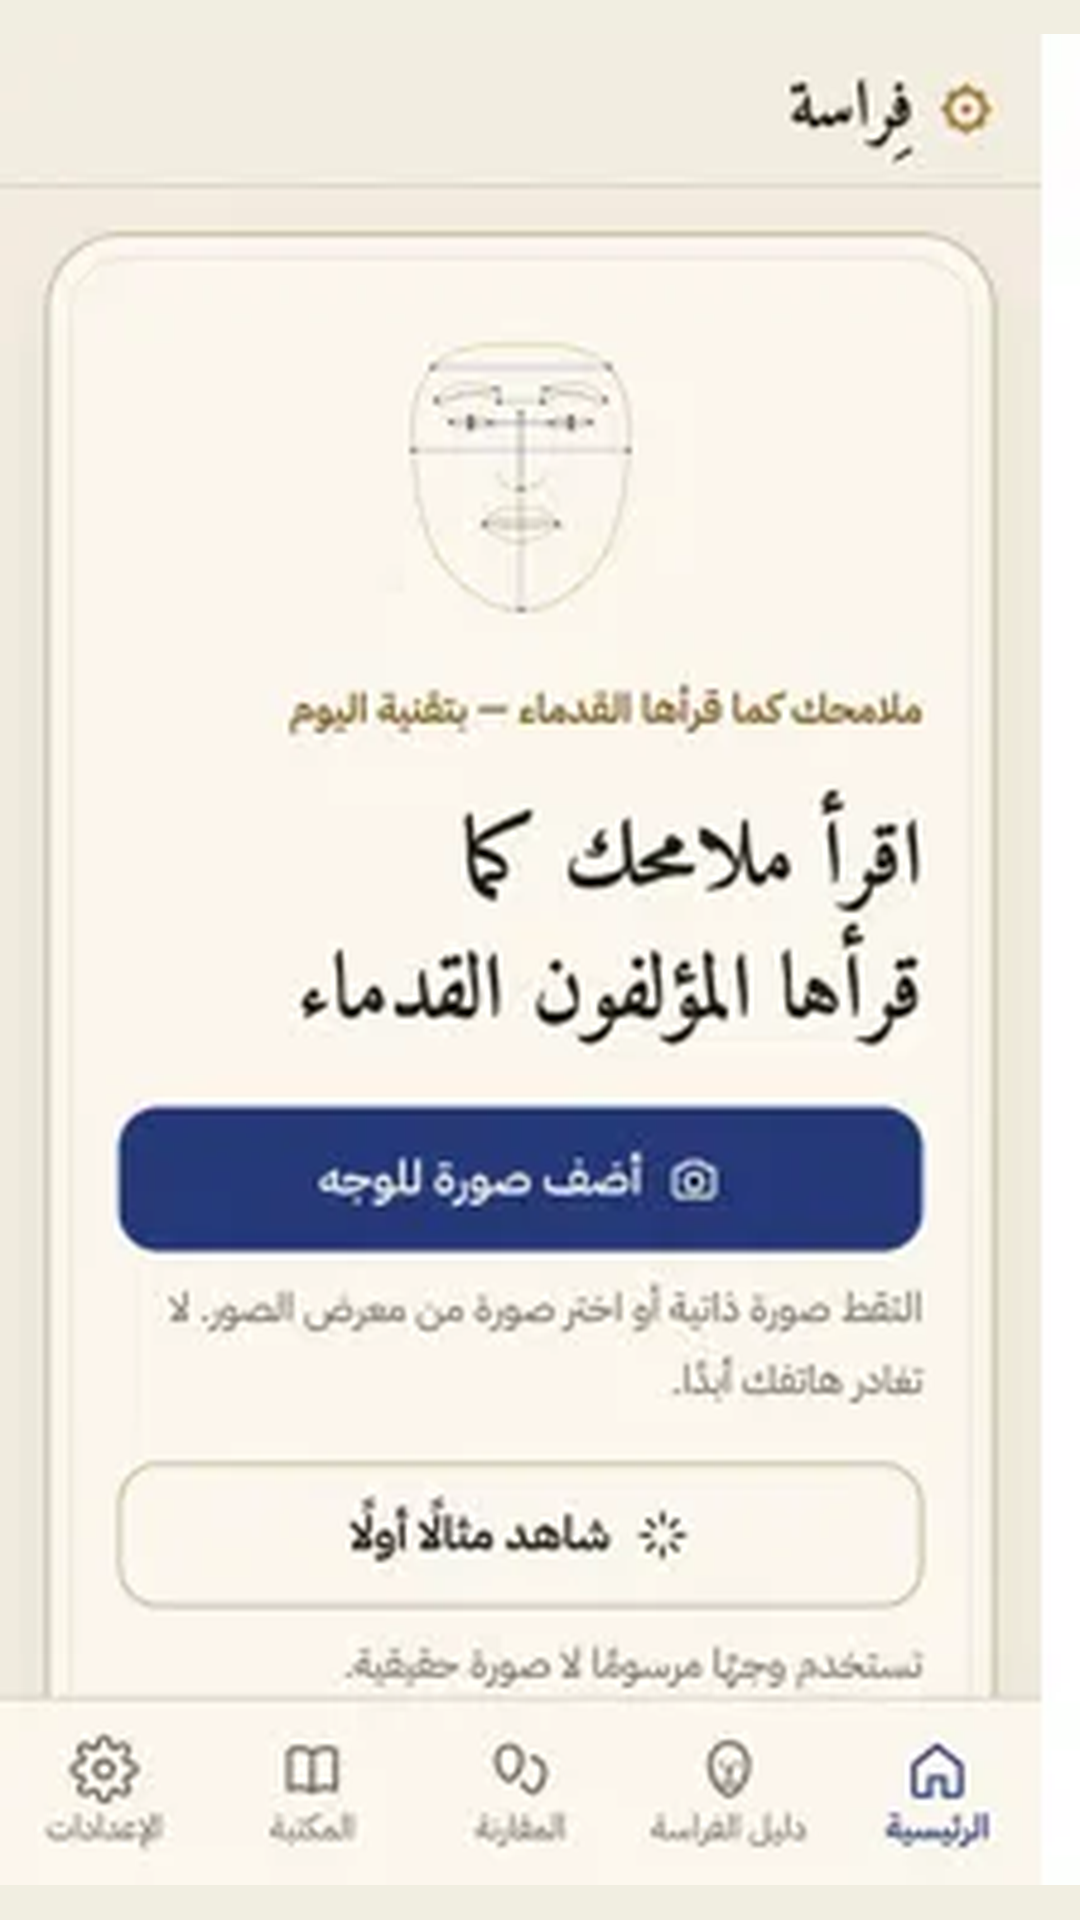 فِراسة
ملامحك كما قرأها القدماء — بتقنية اليوم
اقرأ ملامحك كما
قرأها المؤلفون القدماء
أضف صورة للوجه
التقط صورة ذاتية أو اختر صورة من معرض الصور. لا
تغادر هاتفك أبدًا.
شاهد مثالًا أولًا
نستخدم وجهًا مرسومًا لا صورة حقيقية.
الرئيسية
دليل الفراسة
المقارنة
المكتبة
الإعدادات